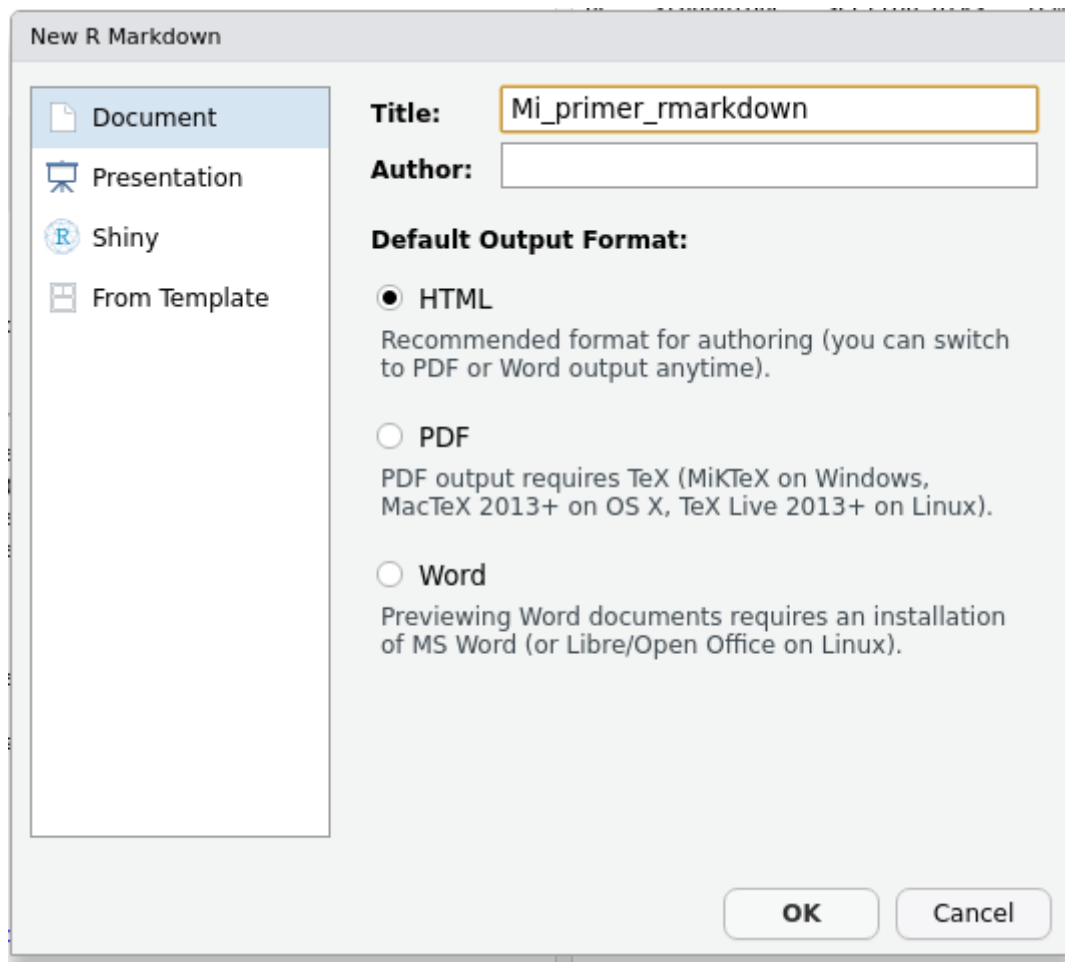 New R Markdown
Document
Presentation
R Shiny
From Template
Title: Mi_primer_rmarkdown
Author:
Default Output Format:
HTML
Recommended format for authoring (you can switch
to PDF or Word output anytime).
PDF
PDF output requires TeX (MiKTeX on Windows,
MacTeX 2013+ on OS X, TeX Live 2013+ on Linux).
Word
Previewing Word documents requires an installation
of MS Word (or Libre/Open Office on Linux).
OK Cancel